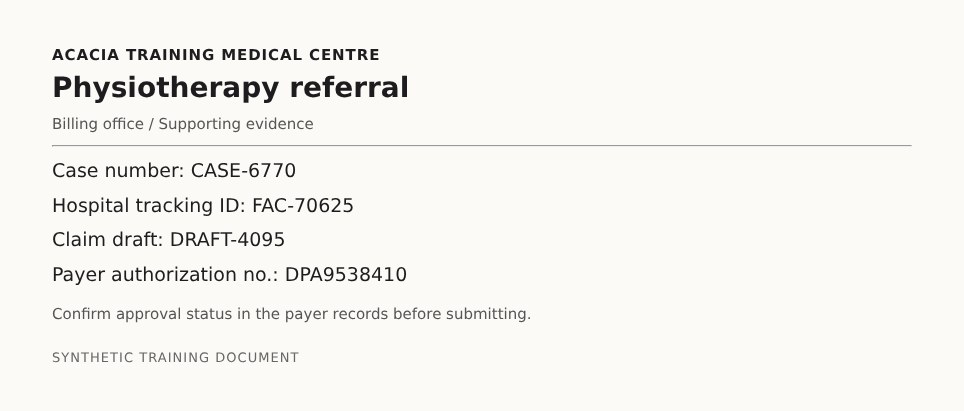 ACACIA TRAINING MEDICAL CENTRE
Physiotherapy referral
Billing office / Supporting evidence
Case number: CASE-6770
Hospital tracking ID: FAC-70625
Claim draft: DRAFT-4095
Payer authorization no.: DPA9538410
Confirm approval status in the payer records before submitting.
SYNTHETIC TRAINING DOCUMENT